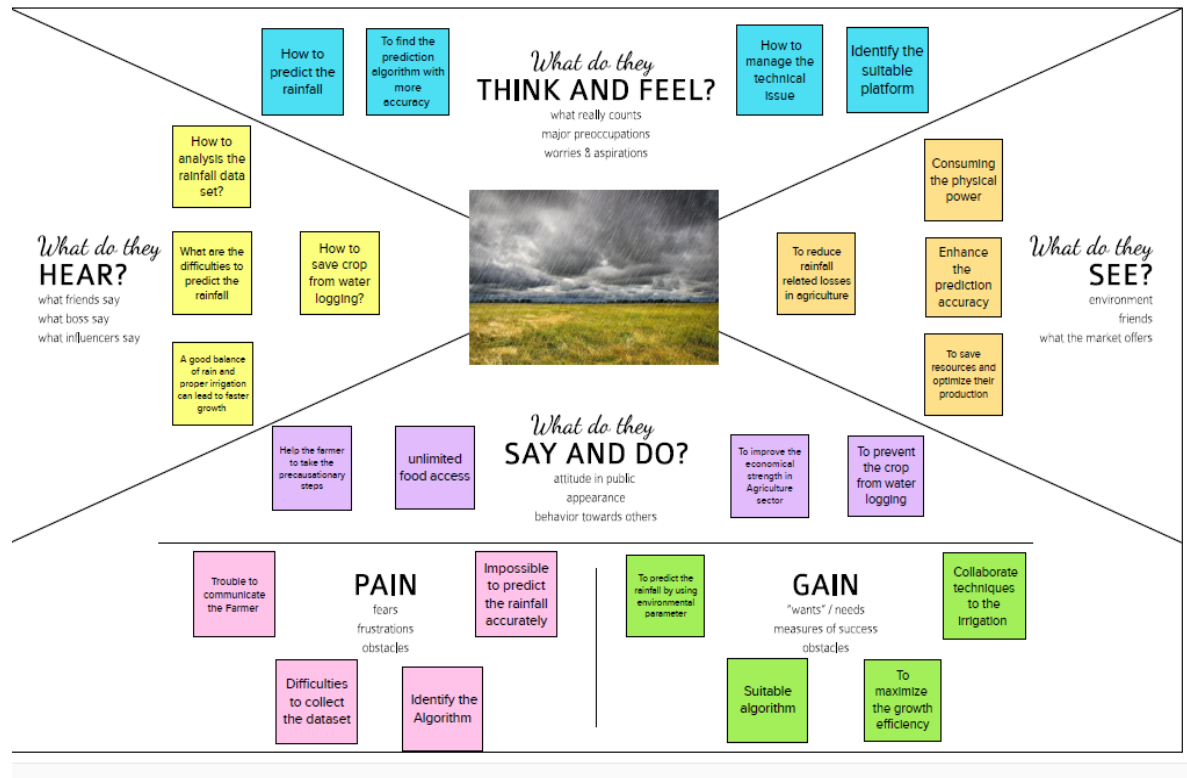 How to
predict the
rainfall
To find the
prediction
algorithm with
more
accuracy
What do they
THINK AND FEEL?
what really counts
major preoccupations
worries & aspirations
How to
manage the
technical
issue
Identify the
suitable
platform
How to
analysis the
rainfall data
set?
What do they
HEAR?
what friends say
what boss say
what influencers say
What are the
difficulties to
predict the
rainfall
How to
save crop
from water
logging?
A good balance
of rain and
proper irrigation
can lead to faster
growth
Consuming
the physical
power
To reduce
rainfall
related losses
in agriculture
Enhance
the
prediction
accuracy
What do they
SEE?
environment
friends
what the market offers
To save
resources and
optimize their
production
Help the farmer
to take the
precausationary
steps
unlimited
food access
What do they
SAY AND DO?
attitude in public
appearance
behavior towards others
To improve the
economical
strength in
Agriculture
sector
To prevent
the crop
from water
logging
Trouble to
communicate
the Farmer
PAIN
fears
frustrations
obstacles
Impossible
to predict
the rainfall
accurately
Difficulties
to collect
the dataset
Identify the
Algorithm
To predict the
rainfall by using
environmental
parameter
GAIN
"wants" / needs
measures of success
obstacles
Collaborate
techniques
to the
irrigation
Suitable
algorithm
To
maximize
the growth
efficiency